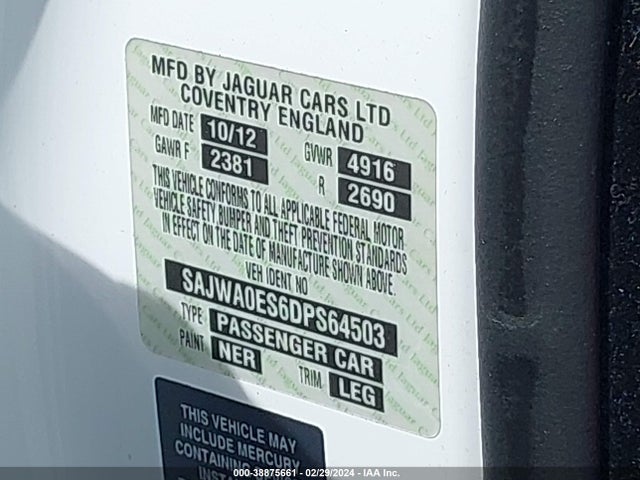 MFD BY JAGUAR CARS LTD
COVENTRY ENGLAND
MFD DATE 10/12 GVWR 4916
GAWR F 2381 R 2690
THIS VEHICLE CONFORMS TO ALL APPLICABLE FEDERAL MOTOR
VEHICLE SAFETY, BUMPER AND THEFT PREVENTION STANDARDS
IN EFFECT ON THE DATE OF MANUFACTURE SHOWN ABOVE.
VEH IDENT NO
SAJWA0ES6DPS64503
TYPE PASSENGER CAR
PAINT NER TRIM LEG
THIS VEHICLE MAY
INCLUDE MERCURY
CONTAINING
000-38875661 - 02/29/2024 - IAA Inc.